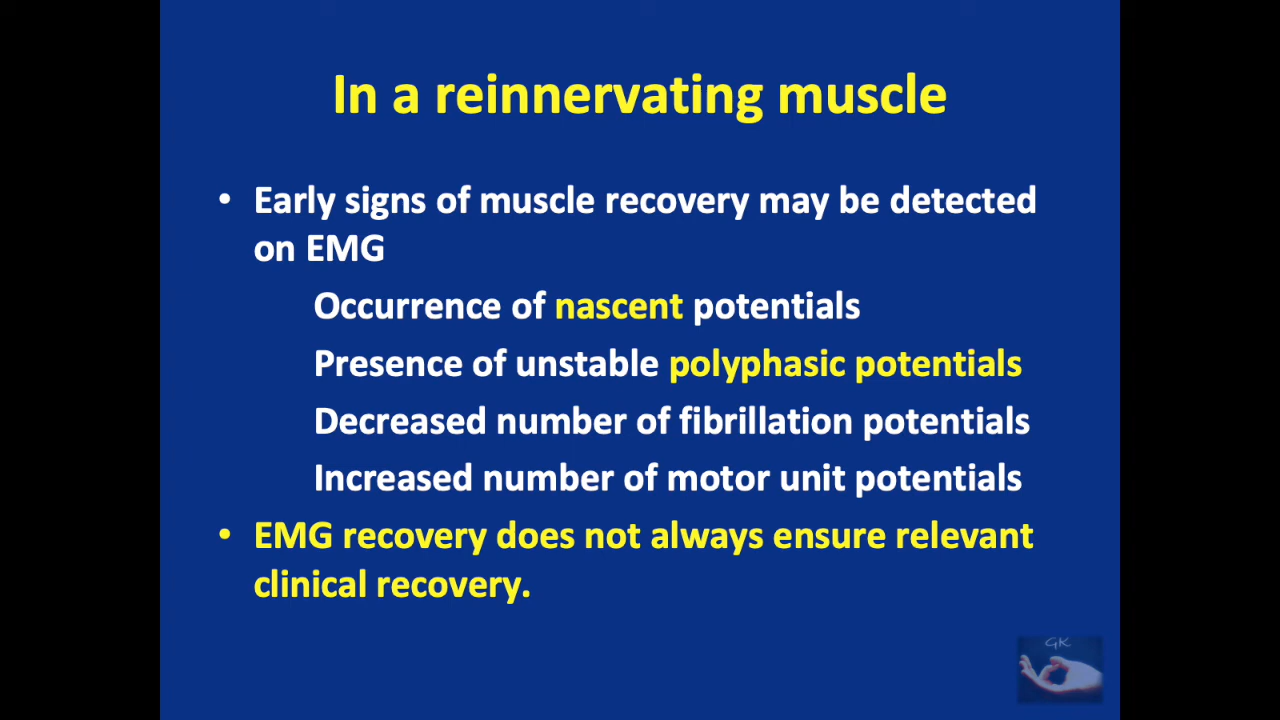 In a reinnervating muscle
• Early signs of muscle recovery may be detected
on EMG
Occurrence of nascent potentials
Presence of unstable polyphasic potentials
Decreased number of fibrillation potentials
Increased number of motor unit potentials
• EMG recovery does not always ensure relevant
clinical recovery.
GK